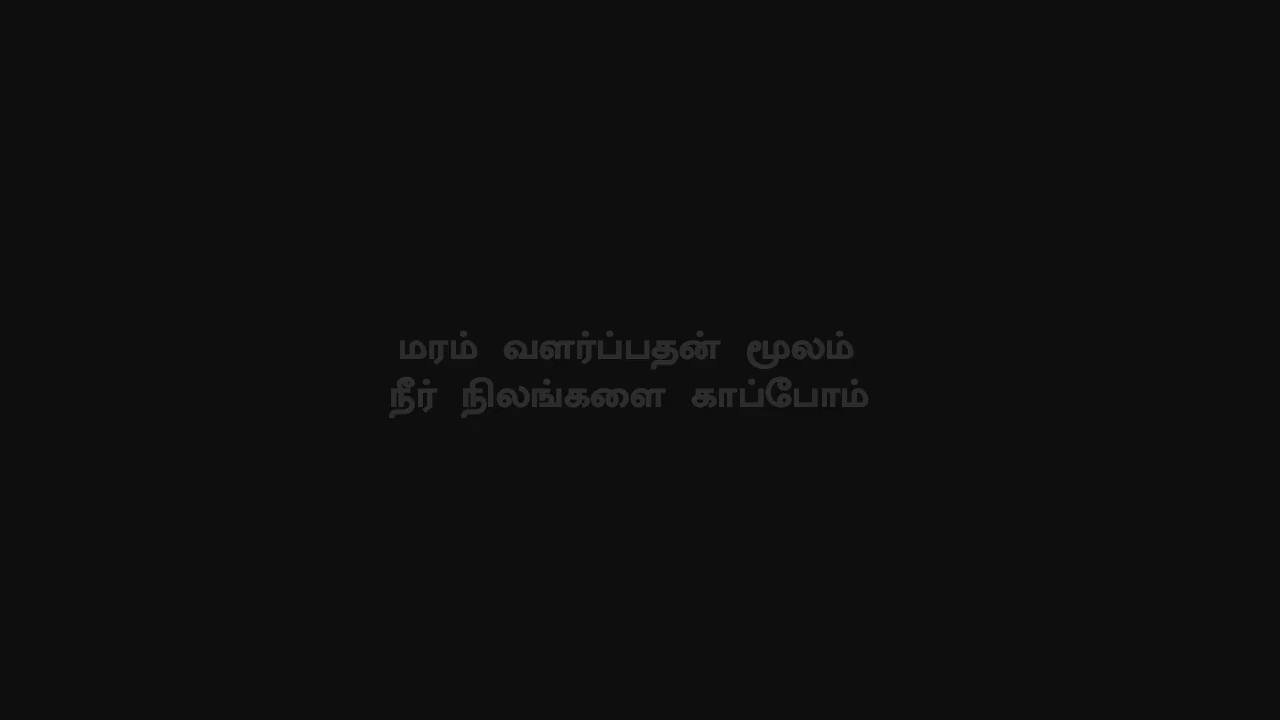 மரம் வளர்ப்பதன் மூலம்
நீர் நிலங்களை காப்போம்